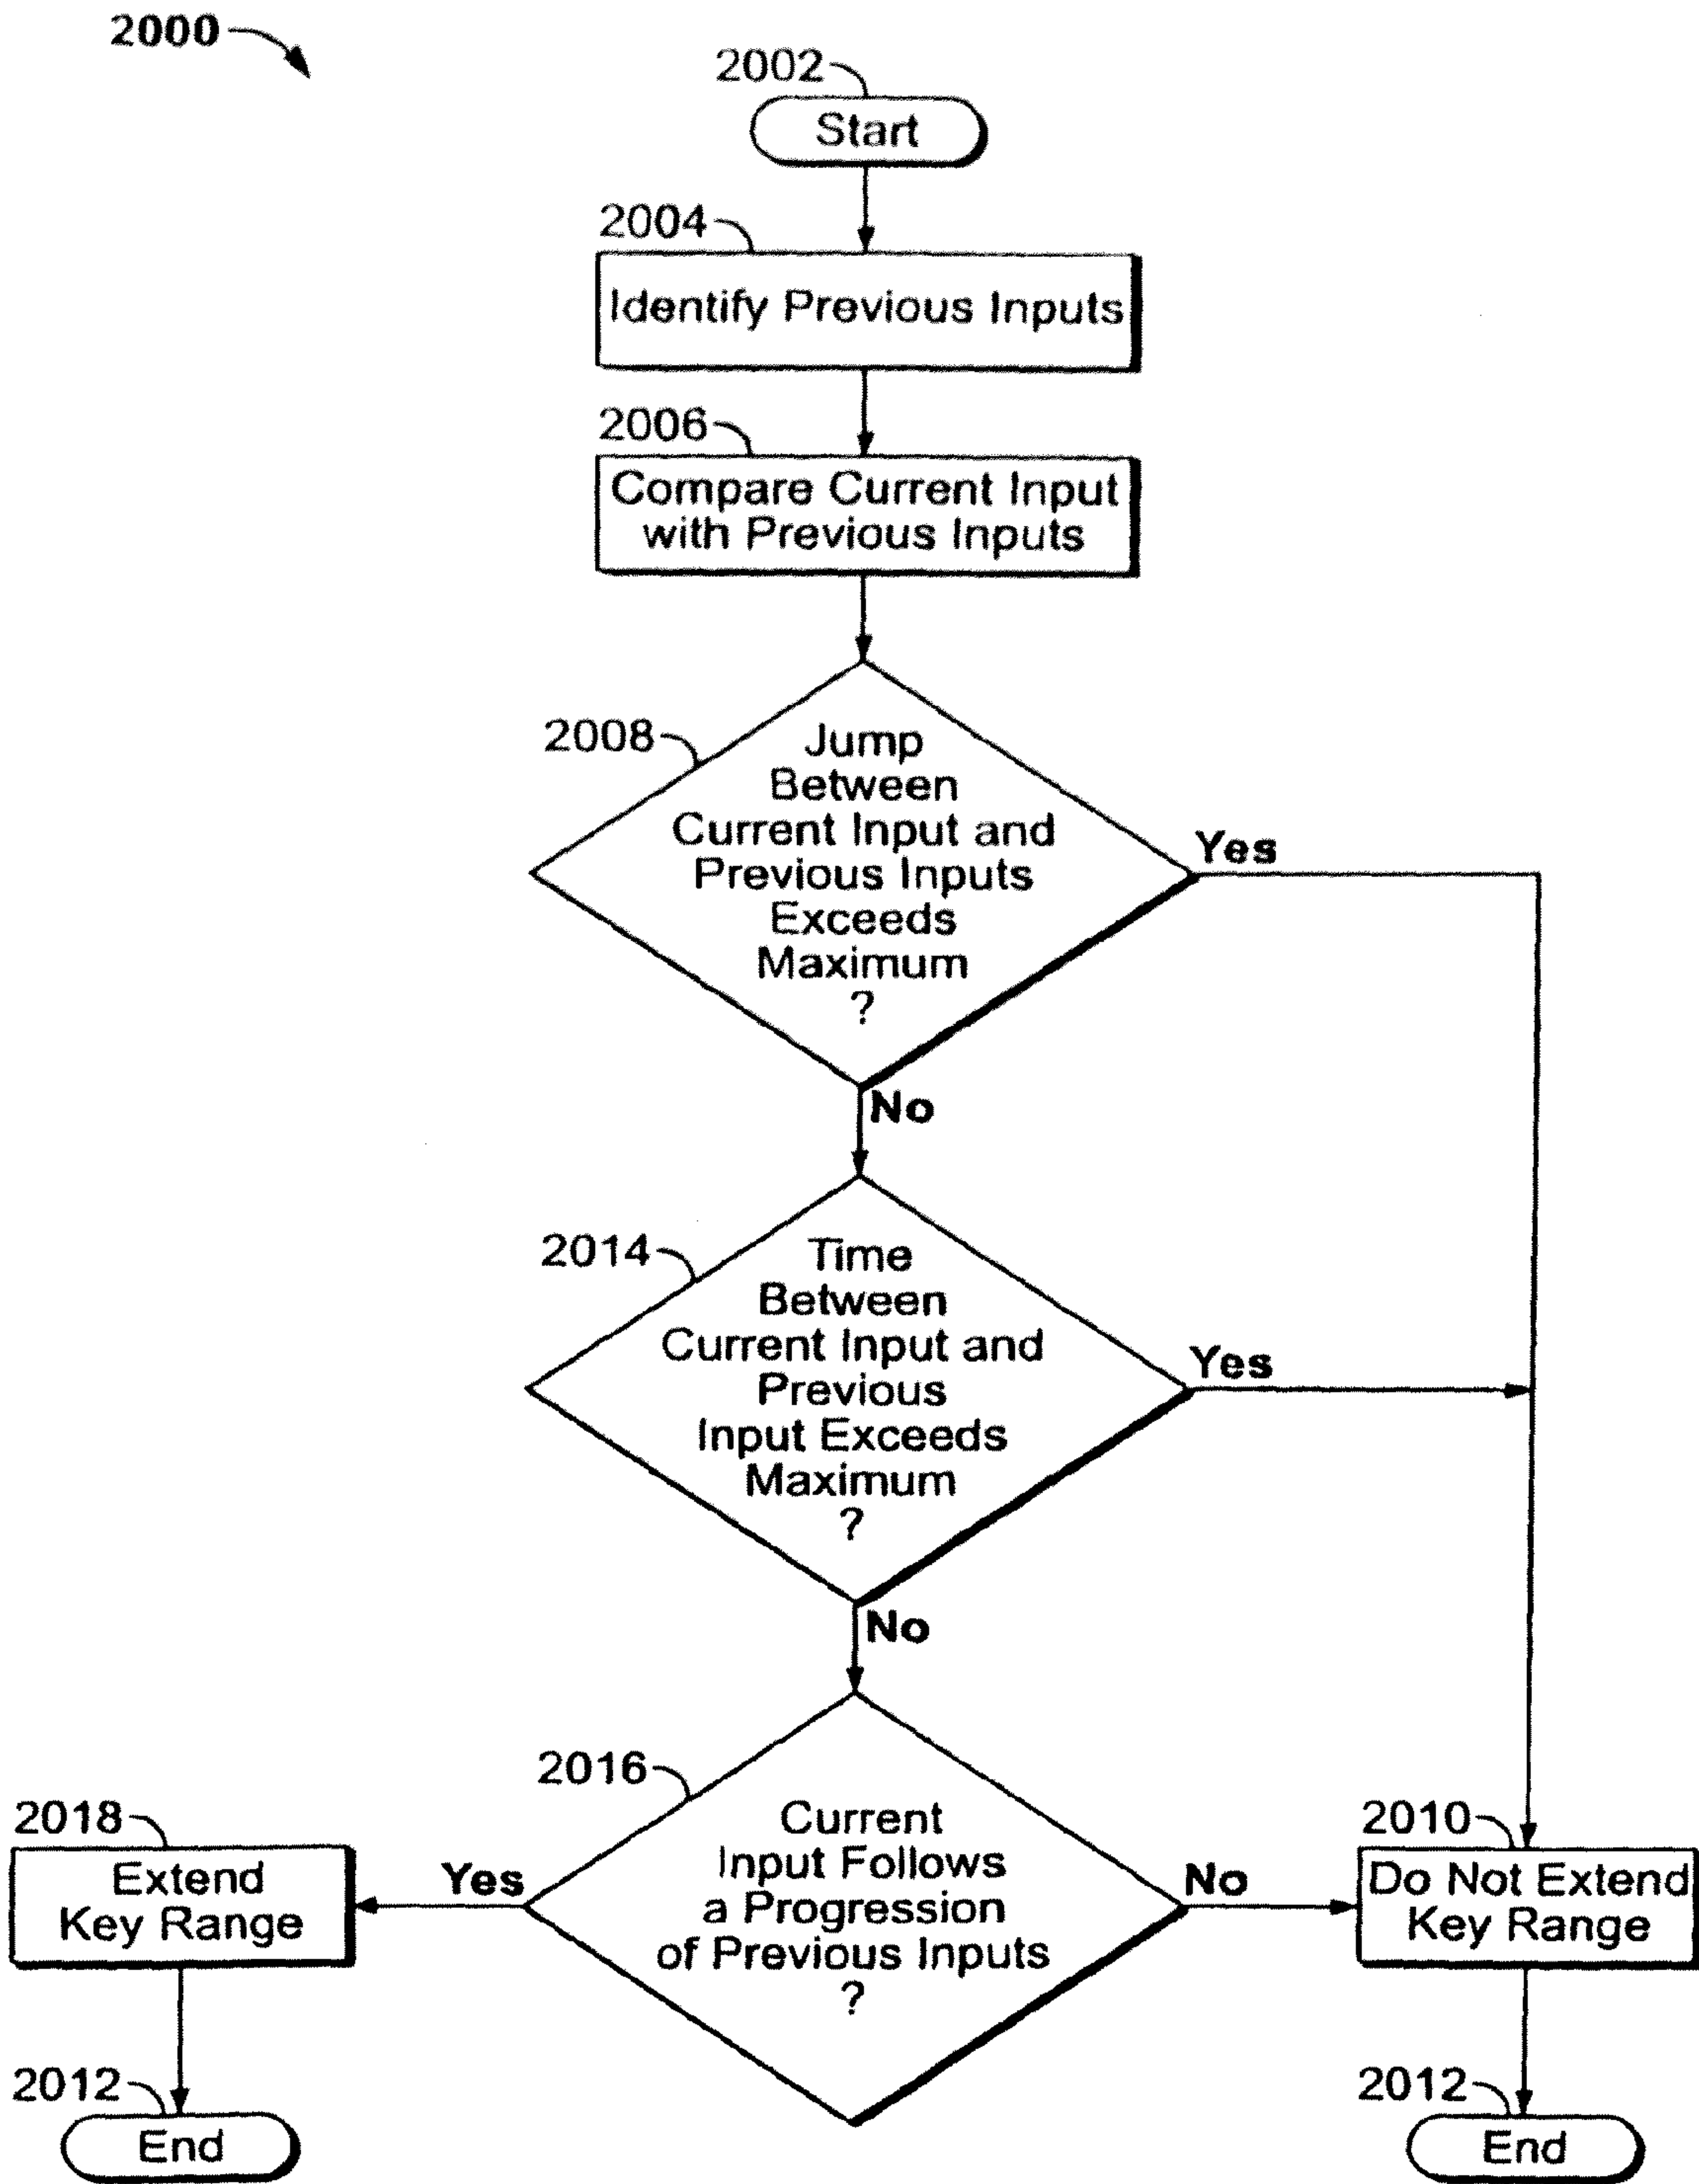 2000
2002
Start
2004
Identify Previous Inputs
2006
Compare Current Input
with Previous Inputs
2008
Jump
Between
Current Input and
Previous Inputs
Exceeds
Maximum
?
Yes
No
2014
Time
Between
Current Input and
Previous
Input Exceeds
Maximum
?
Yes
No
2016
Current
Input Follows
a Progression
of Previous Inputs
?
Yes
No
2018
Extend
Key Range
2010
Do Not Extend
Key Range
2012
End
2012
End